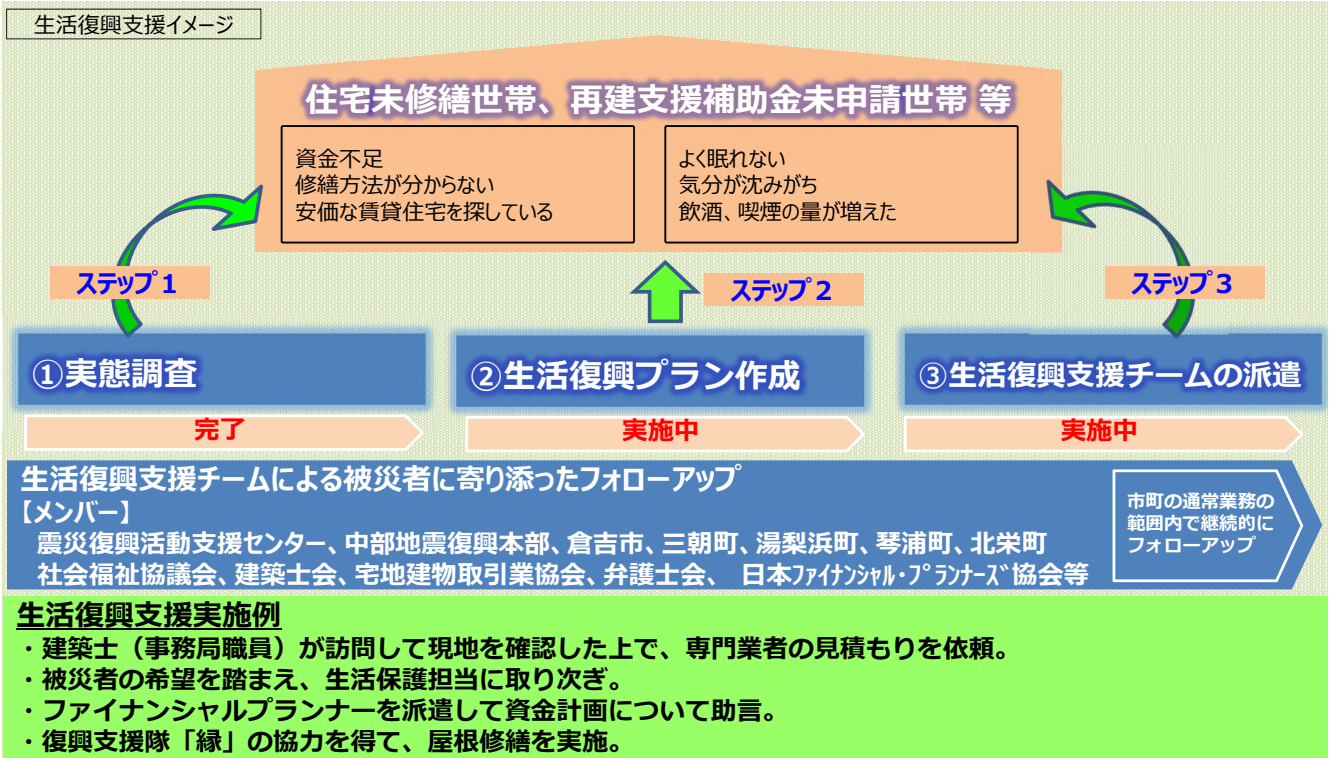 生活復興支援イメージ
住宅未修繕世帯、再建支援補助金未申請世帯 等
資金不足
修繕方法が分からない
安価な賃貸住宅を探している
よく眠れない
気分が沈みがち
飲酒、喫煙の量が増えた
ステップ1
ステップ2
ステップ3
①実態調査
②生活復興プラン作成
③生活復興支援チームの派遣
完了
実施中
実施中
生活復興支援チームによる被災者に寄り添ったフォローアップ
【メンバー】
震災復興活動支援センター、中部地震復興本部、倉吉市、三朝町、湯梨浜町、琴浦町、北栄町
社会福祉協議会、建築士会、宅地建物取引業協会、弁護士会、 日本ファイナンシャル・プランナーズ協会等
市町の通常業務の
範囲内で継続的に
フォローアップ
生活復興支援実施例
・建築士（事務局職員）が訪問して現地を確認した上で、専門業者の見積もりを依頼。
・被災者の希望を踏まえ、生活保護担当に取り次ぎ。
・ファイナンシャルプランナーを派遣して資金計画について助言。
・復興支援隊「縁」の協力を得て、屋根修繕を実施。